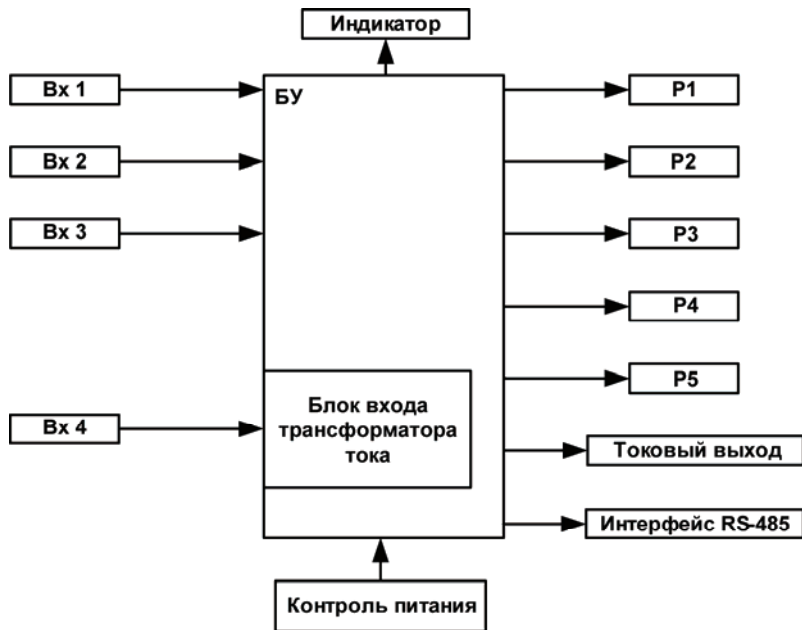 Индикатор
Вх 1
БУ
Р1
Вх 2
Р2
Вх 3
Р3
Р4
Р5
Вх 4
Блок входа
трансформатора
тока
Токовый выход
Интерфейс RS-485
Контроль питания